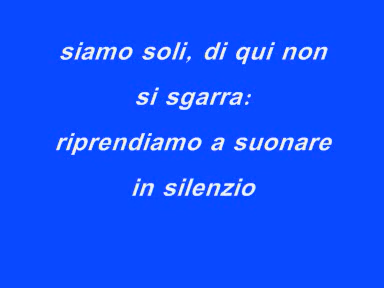 siamo soli, di qui non
si sgarra:
riprendiamo a suonare
in silenzio